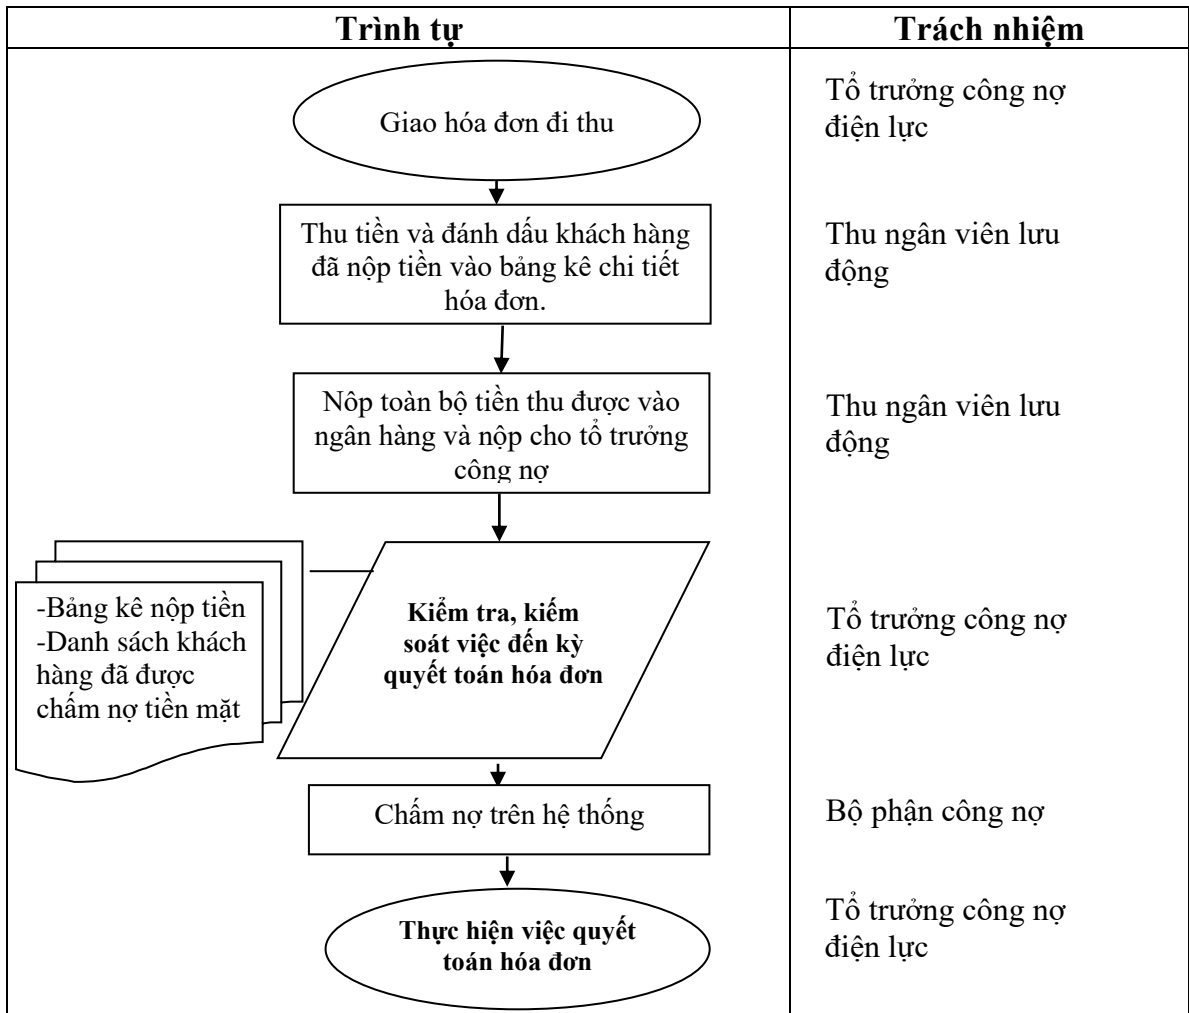 Trình tự
Trách nhiệm
Giao hóa đơn đi thu
Tổ trưởng công nợ
điện lực
Thu tiền và đánh dấu khách hàng
đã nộp tiền vào bảng kê chi tiết
hóa đơn.
Thu ngân viên lưu
động
Nôp toàn bộ tiền thu được vào
ngân hàng và nộp cho tổ trưởng
công nợ
Thu ngân viên lưu
động
-Bảng kê nộp tiền
-Danh sách khách
hàng đã được
chấm nợ tiền mặt
Kiểm tra, kiếm
soát việc đến kỳ
quyết toán hóa đơn
Tổ trưởng công nợ
điện lực
Chấm nợ trên hệ thống
Bộ phận công nợ
Thực hiện việc quyết
toán hóa đơn
Tổ trưởng công nợ
điện lực